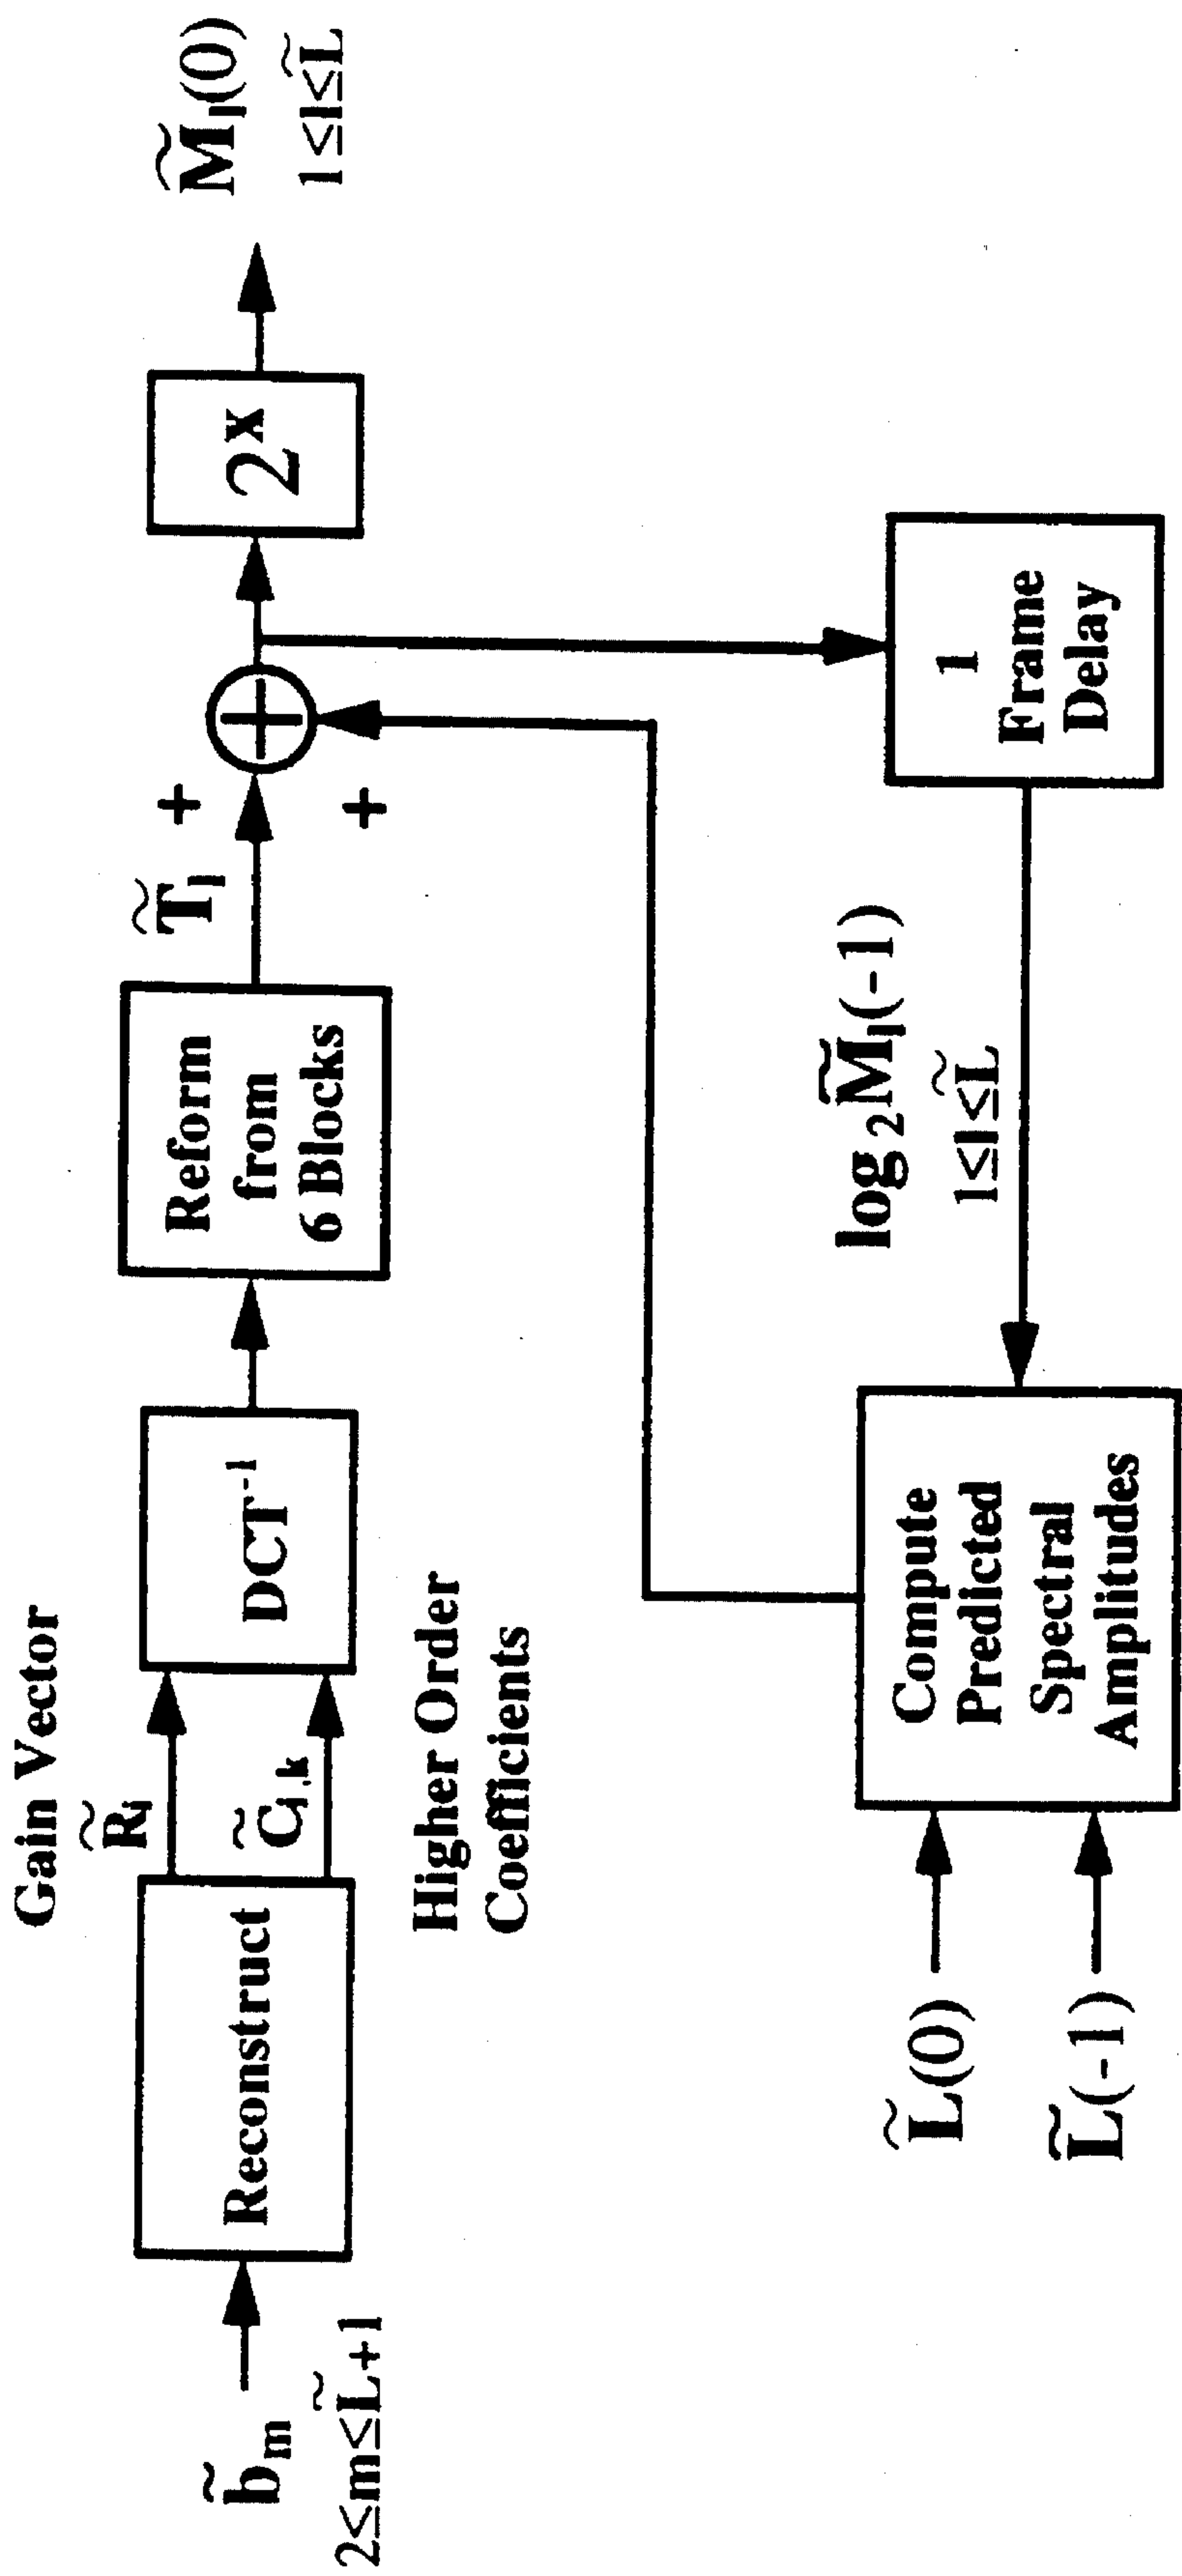 Gain Vector
R̃ⱼ
b̃ₘ
2≤m≤L̃+1
Reconstruct
C̃ⱼ,ₖ
Higher Order
Coefficients
DCT⁻¹
Reform
from
6 Blocks
T̃ₗ
+
+
+
2ˣ
M̃ₗ(0)
1≤l≤L̃
1
Frame
Delay
log₂M̃ₗ(-1)
1≤l≤L̃
Compute
Predicted
Spectral
Amplitudes
L̃(0)
L̃(-1)